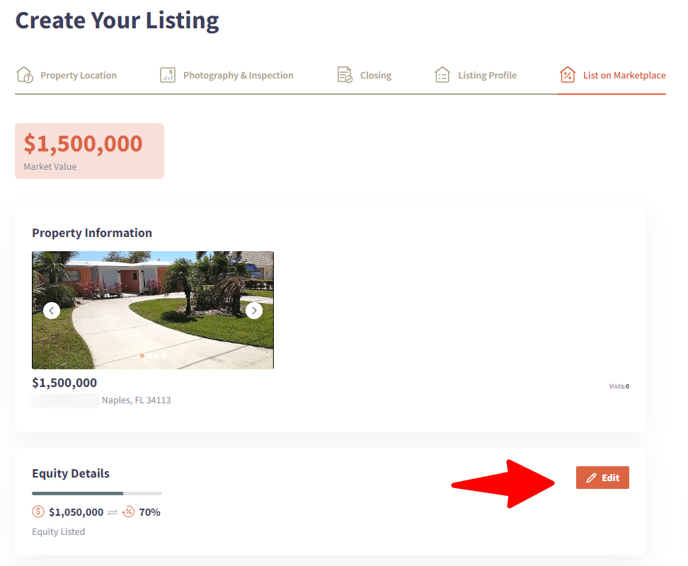 Create Your Listing
Property Location Photography & Inspection Closing Listing Profile List on Marketplace
$1,500,000
Market Value
Property Information
$1,500,000
Visits:0
Naples, FL 34113
Equity Details
Edit
$1,050,000 70%
Equity Listed